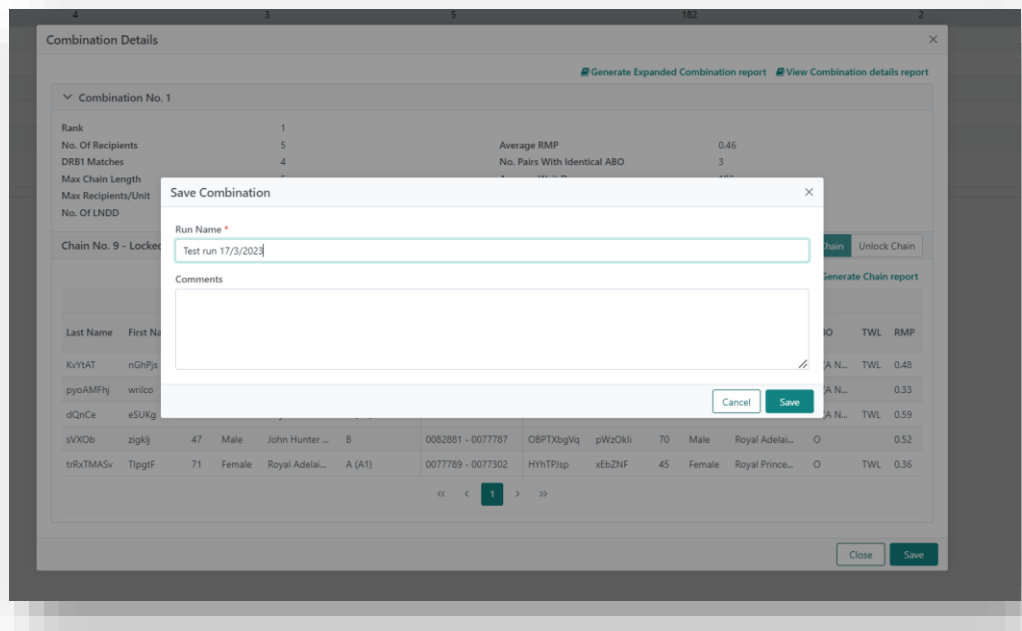 4 3 5 182 2
Combination Details
Generate Expanded Combination report View Combination details report
Combination No. 1
Rank 1
No. Of Recipients 5 Average RMP 0.46
DRB1 Matches 4 No. Pairs With Identical ABO 3
Max Chain Length
Max Recipients/Unit
No. Of LNDD
Save Combination
Run Name *
Test run 17/3/2023
Comments
Cancel Save
Chain No. 9 - Locked Chain Unlock Chain
Generate Chain report
Last Name First Na BO TWL RMP
KvYtAT nGhPjs (A N... TWL 0.48
pyoAMFhj wrilco (A N... 0.33
dQnCe eSUKg (A N... TWL 0.59
sVXOb zigklj 47 Male John Hunter ... B 0082881 - 0077787 OBPTXbgVq pWzOkli 70 Male Royal Adelai... O 0.52
trRxTMASv TlpgtF 71 Female Royal Adelai... A (A1) 0077789 - 0077302 HYhTPJsp xEbZNF 45 Female Royal Prince... O TWL 0.36
<< < 1 > >>
Close Save